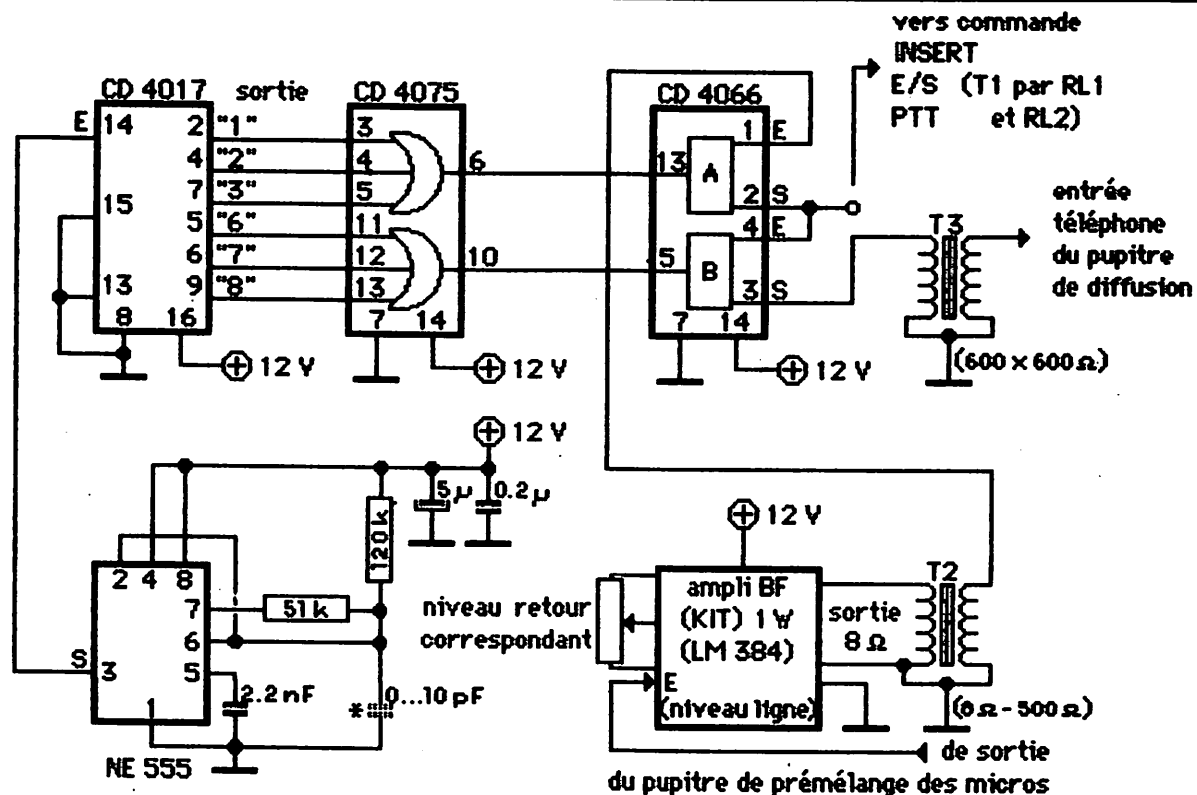 vers commande
INSERT
E/S (T1 par RL1
PTT et RL2)
CD 4017 sortie CD 4075 CD 4066
E 14 2 "1" 3
4 "2" 4 6
7 "3" 5
15 5 "6" 11
6 "7" 12 10
13 9 "8" 13
8 16 7 14
12 V 12 V
1 E
13 A
2 S
4 E
5 B
3 S
7 14
12 V
T3
entrée
téléphone
du pupitre
de diffusion
(600 x 600 Ω)
12 V
5 µ 0.2 µ
120 k
2 4 8
7 51 k
6
S 3 5
2.2 nF * 0...10 pF
1
NE 555
12 V
niveau retour
correspondant
ampli BF
(KIT) 1 W
(LM 384)
E
(niveau ligne)
sortie
8 Ω
T2
(8 Ω - 500 Ω)
de sortie
du pupitre de prémélange des micros